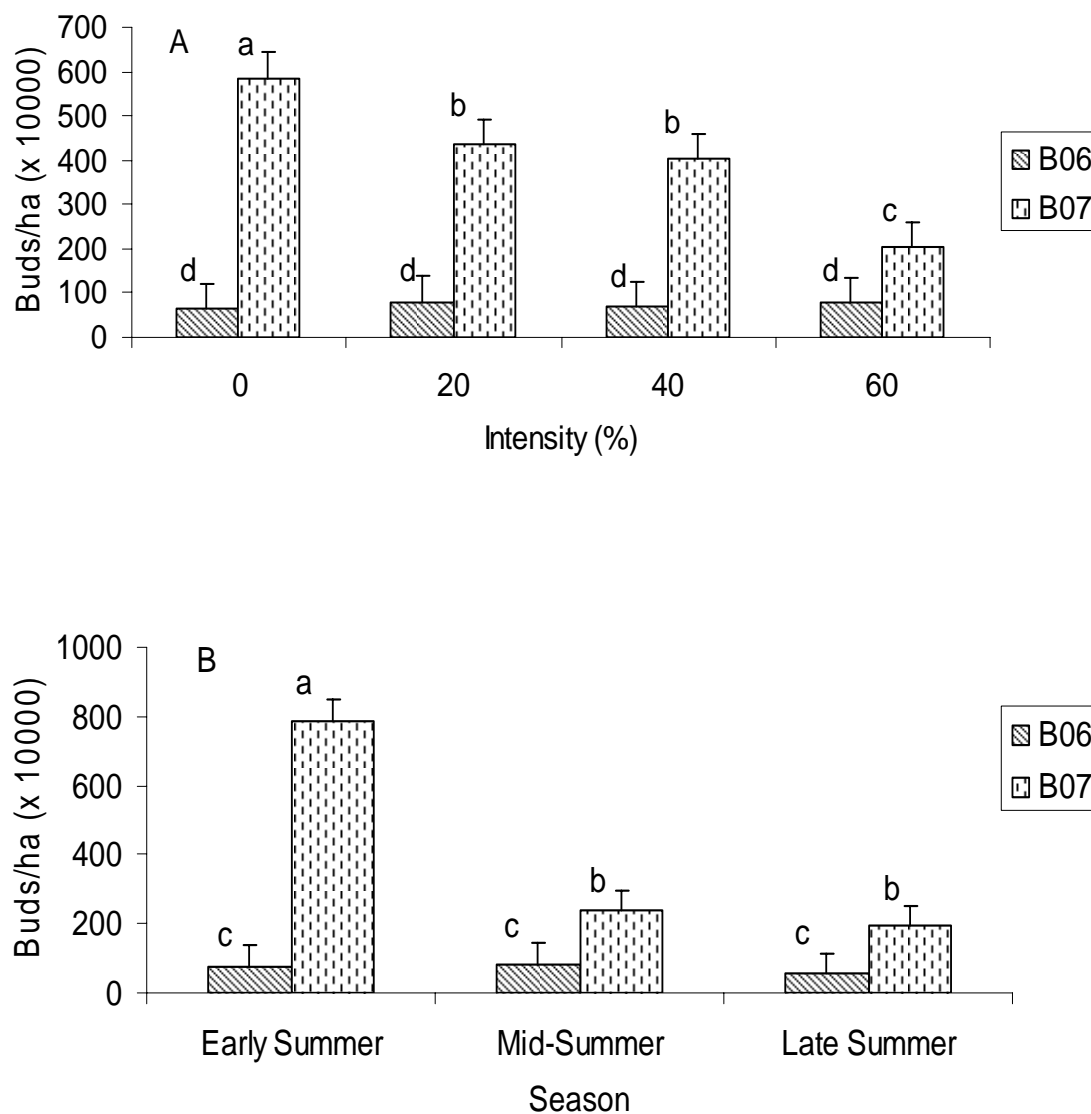 A
Buds/ha (x 10000)
700
600
500
400
300
200
100
0
a
b
b
c
d
d
d
d
0 20 40 60
Intensity (%)
B06
B07
B
Buds/ha (x 10000)
1000
800
600
400
200
0
a
b
b
c
c
c
Early Summer Mid-Summer Late Summer
Season
B06
B07